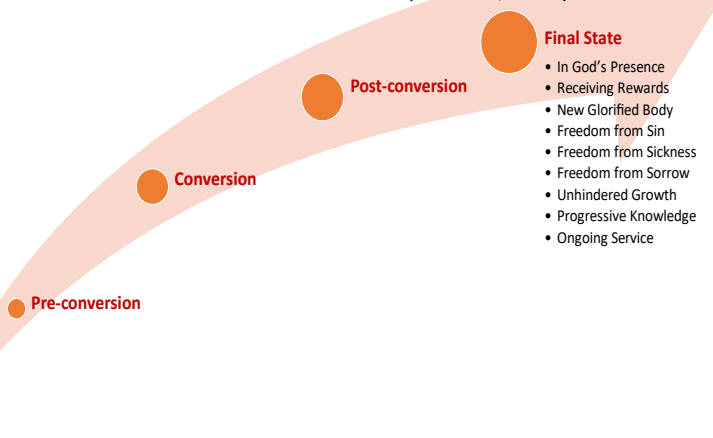 Final State
• In God's Presence
• Receiving Rewards
• New Glorified Body
• Freedom from Sin
• Freedom from Sickness
• Freedom from Sorrow
• Unhindered Growth
• Progressive Knowledge
• Ongoing Service
Post-conversion
Conversion
Pre-conversion